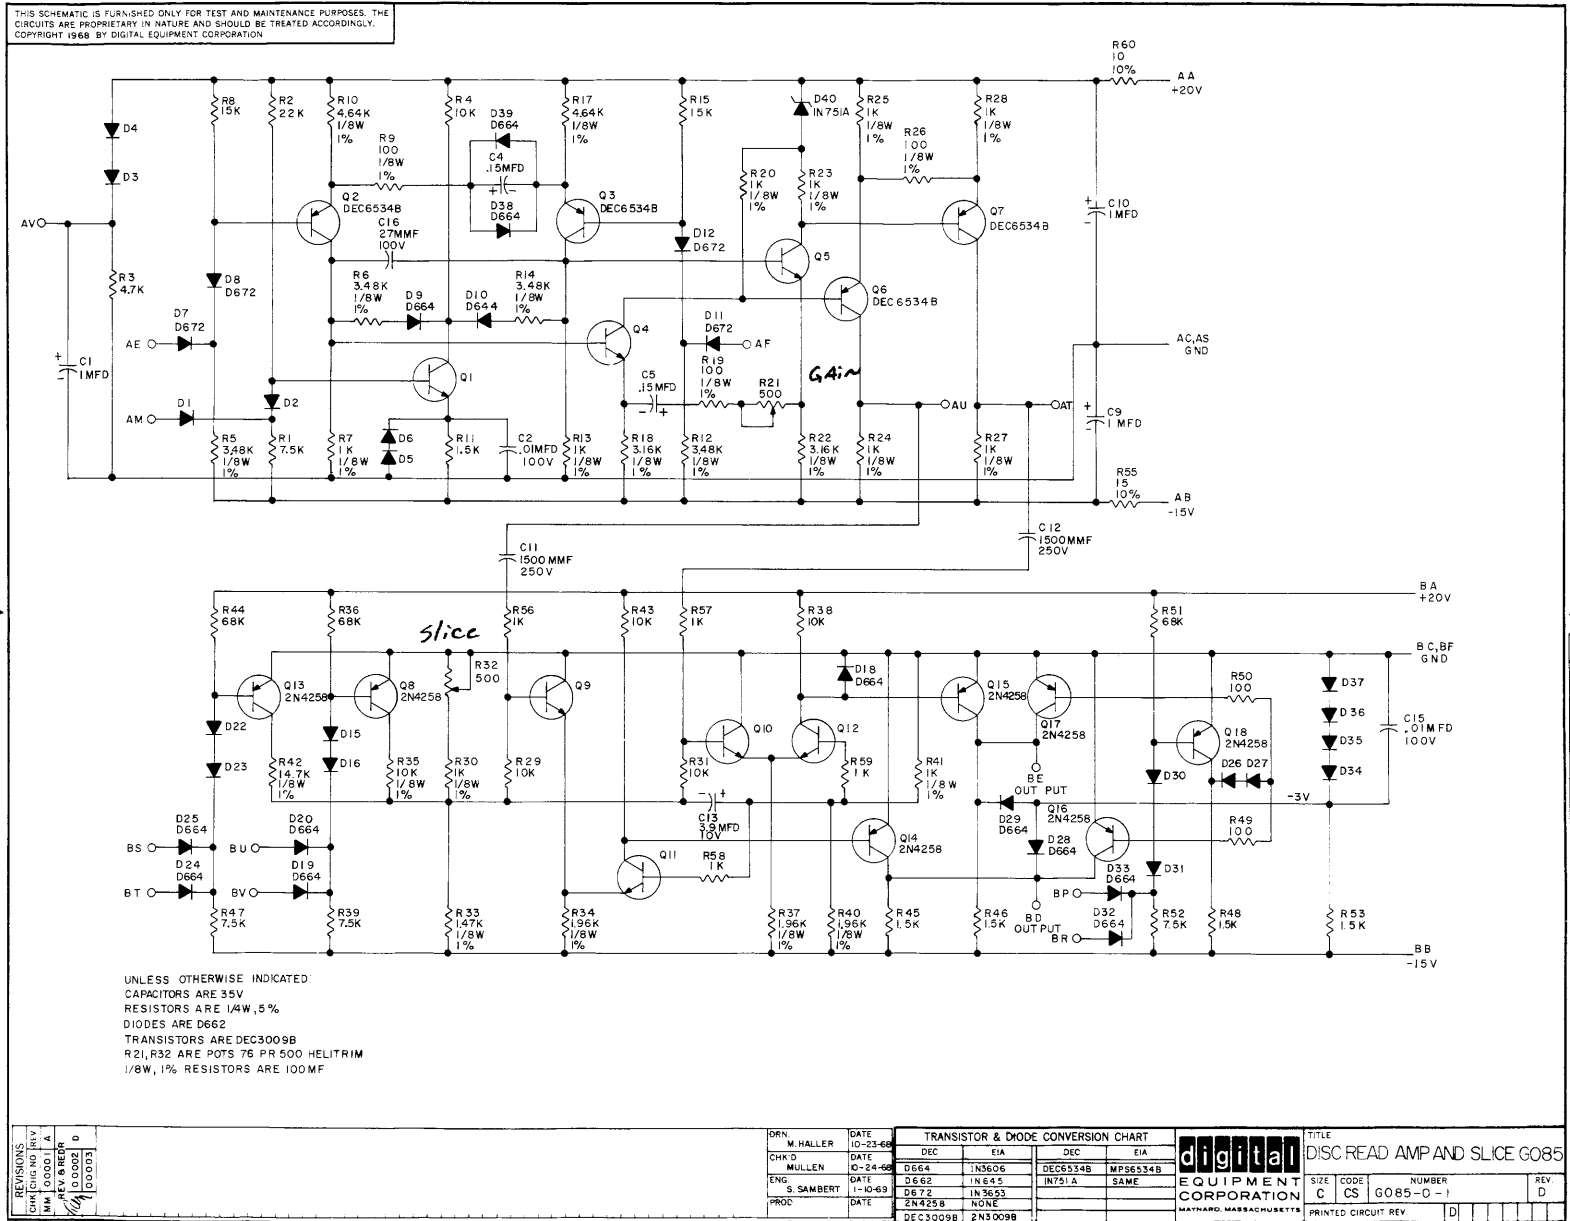 THIS SCHEMATIC IS FURNISHED ONLY FOR TEST AND MAINTENANCE PURPOSES. THE
CIRCUITS ARE PROPRIETARY IN NATURE AND SHOULD BE TREATED ACCORDINGLY.
COPYRIGHT 1968 BY DIGITAL EQUIPMENT CORPORATION
R60
10
10%
AA
+20V
D4
D3
AV
R3
4.7K
C1
1MFD
R8
15K
R2
22K
R10
4.64K
1/8W
1%
R9
100
1/8W
1%
R4
10K
D39
D664
C4
.15MFD
D38
D664
R17
4.64K
1/8W
1%
R15
15K
D40
IN751A
R25
1K
1/8W
1%
R26
100
1/8W
1%
R28
1K
1/8W
1%
R20
1K
1/8W
1%
R23
1K
1/8W
1%
Q2
DEC6534B
C16
27MMF
100V
Q3
DEC6534B
D12
D672
Q5
Q7
DEC6534B
C10
1MFD
D8
D672
D7
D672
AE
R6
3.48K
1/8W
1%
D9
D664
D10
D644
R14
3.48K
1/8W
1%
Q4
D11
D672
AF
Q6
DEC6534B
AC,AS
GND
D1
AM
D2
Q1
C5
.15MFD
R19
100
1/8W
1%
R21
500
GAiN
AU
AT
C9
1MFD
R5
3.48K
1/8W
1%
R1
7.5K
R7
1K
1/8W
1%
D6
D5
R11
1.5K
C2
.01MFD
100V
R13
1K
1/8W
1%
R18
3.16K
1/8W
1%
R12
3.48K
1/8W
1%
R22
3.16K
1/8W
1%
R24
1K
1/8W
1%
R27
1K
1/8W
1%
R55
15
10%
AB
-15V
C11
1500MMF
250V
C12
1500MMF
250V
BA
+20V
R44
68K
R36
68K
slice
R56
1K
R43
10K
R57
1K
R38
10K
R51
68K
BC,BF
GND
Q13
2N4258
Q8
2N4258
R32
500
Q9
Q10
Q12
D18
D664
Q15
2N4258
Q17
2N4258
R50
100
Q18
2N4258
D37
D36
D35
D34
C15
.01MFD
100V
D22
D23
D15
D16
R42
14.7K
1/8W
1%
R35
10K
1/8W
1%
R30
1K
1/8W
1%
R29
10K
R31
10K
R59
1K
R41
1K
1/8W
1%
BE
OUTPUT
D26 D27
D30
-3V
C13
3.9MFD
10V
D29
D664
Q16
2N4258
D28
D664
R49
100
D25
D664
BS
D24
D664
BT
D20
D664
BU
D19
D664
BV
Q11
R58
1K
Q14
2N4258
D33
D664
BP
D31
D32
D664
BR
BD
OUTPUT
R47
7.5K
R39
7.5K
R33
1.47K
1/8W
1%
R34
1.96K
1/8W
1%
R37
1.96K
1/8W
1%
R40
1.96K
1/8W
1%
R45
1.5K
R46
1.5K
R52
7.5K
R48
1.5K
R53
1.5K
BB
-15V
UNLESS OTHERWISE INDICATED:
CAPACITORS ARE 35V
RESISTORS ARE 1/4W,5%
DIODES ARE D662
TRANSISTORS ARE DEC3009B
R21,R32 ARE POTS 76 PR 500 HELITRIM
1/8W, 1% RESISTORS ARE 100MF
REVISIONS
CHK CHG NO REV
MM 00001 A
REV. & RED'R
00002 D
00003
DRN. M. HALLER DATE 10-23-68
CHK'D MULLEN DATE 10-24-68
ENG. S. SAMBERT DATE 1-10-69
PROD DATE
TRANSISTOR & DIODE CONVERSION CHART
DEC EIA DEC EIA
D664 IN3606 DEC6534B MPS6534B
D662 IN645 IN751A SAME
D672 IN3653
2N4258 NONE
DEC3009B 2N3009B
digital
EQUIPMENT
CORPORATION
MAYNARD, MASSACHUSETTS
TITLE
DISC READ AMP AND SLICE G085
SIZE CODE NUMBER REV.
C CS G085-0-1 D
PRINTED CIRCUIT REV. D